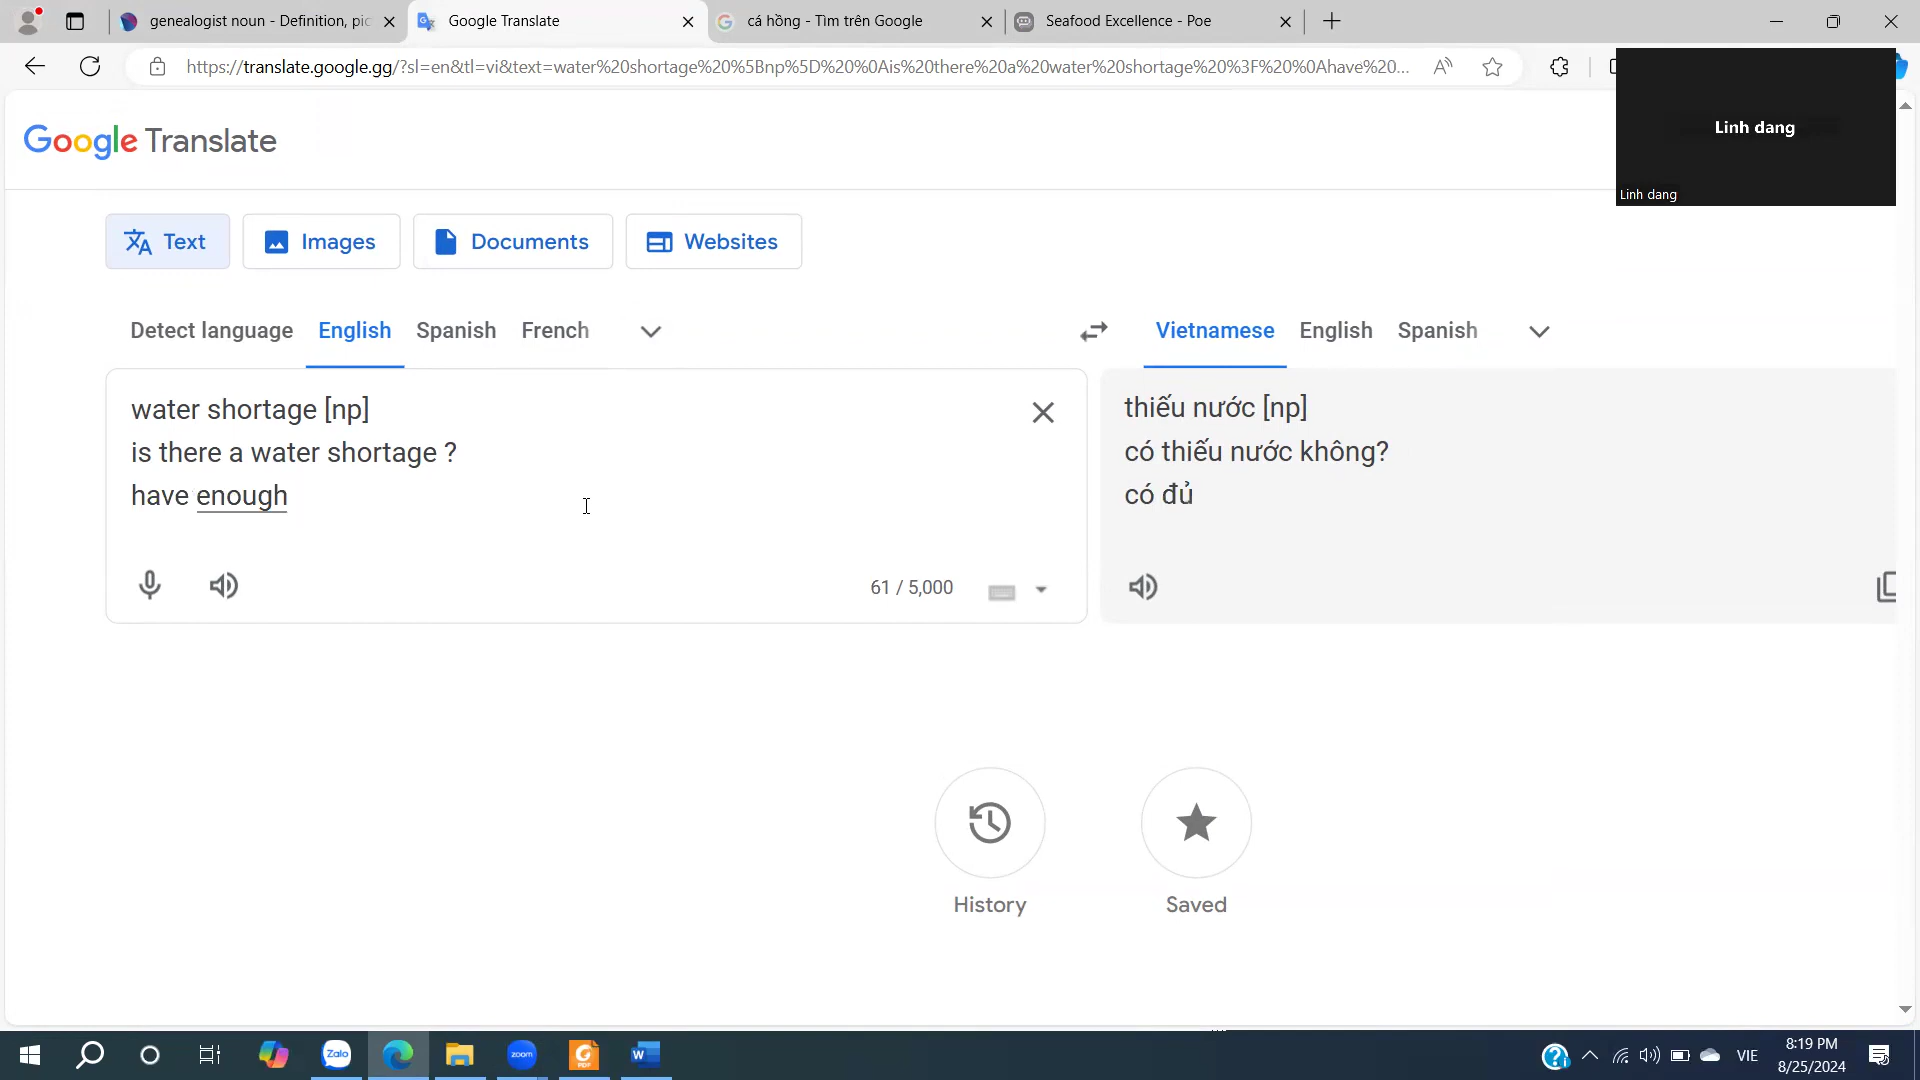 genealogist noun - Definition, pic
Google Translate
cá hồng - Tìm trên Google
Seafood Excellence - Poe
https://translate.google.gg/?sl=en&tl=vi&text=water%20shortage%20%5Bnp%5D%20%0Ais%20there%20a%20water%20shortage%20%3F%20%0Ahave%20...
Linh dang
Linh dang
Google Translate
Text
Images
Documents
Websites
Detect language
English
Spanish
French
Vietnamese
English
Spanish
water shortage [np]
is there a water shortage ?
have enough
61 / 5,000
thiếu nước [np]
có thiếu nước không?
có đủ
History
Saved
Zalo
zoom
PDF
W
VIE
8:19 PM
8/25/2024